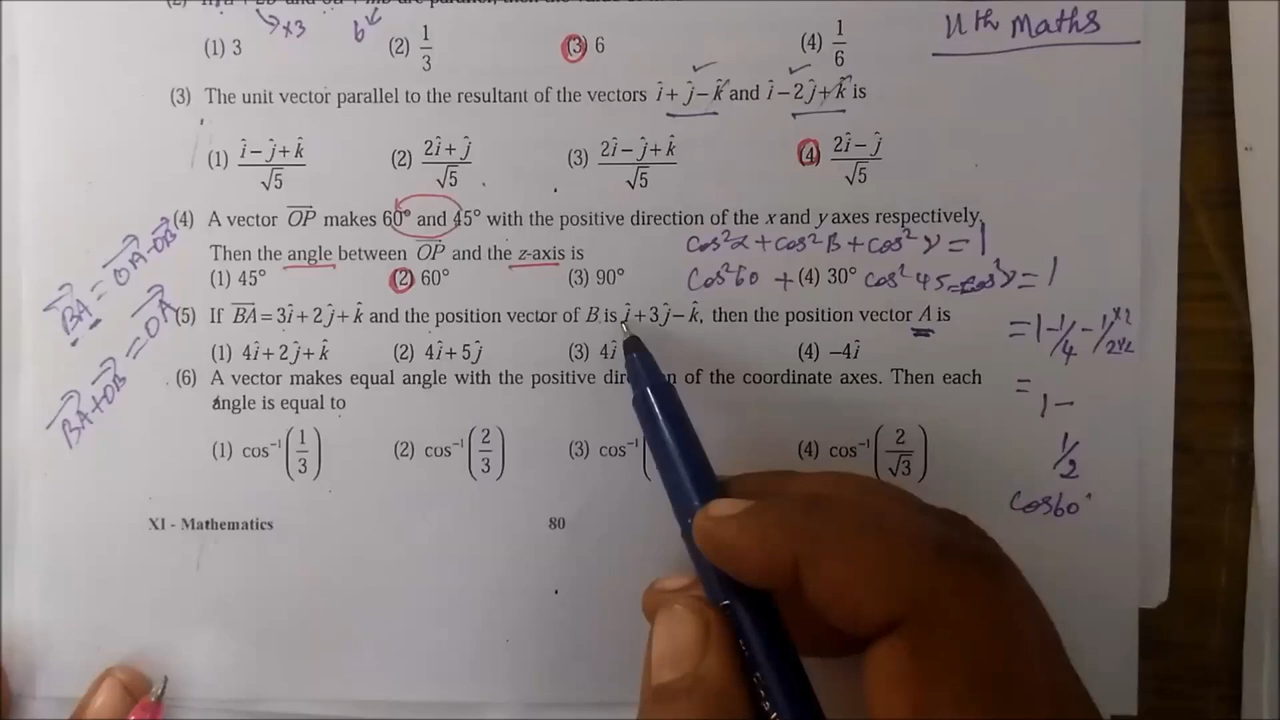 11th Maths
x3
6
(1) 3 (2) 1/3 (3) 6 (4) 1/6
(3) The unit vector parallel to the resultant of the vectors î + ĵ − k̂ and î − 2ĵ + k̂ is
(1) (î − ĵ + k̂)/√5 (2) (2î + ĵ)/√5 (3) (2î − ĵ + k̂)/√5 (4) (2î − ĵ)/√5
(4) A vector OP makes 60° and 45° with the positive direction of the x and y axes respectively.
Then the angle between OP and the z-axis is
cos²α + cos²β + cos²γ = 1
(1) 45° (2) 60° (3) 90° (4) 30°
cos²60 + cos²45 = cos²γ = 1
(5) If BA = 3î + 2ĵ + k̂ and the position vector of B is î + 3ĵ − k̂, then the position vector A is
(1) 4î + 2ĵ + k̂ (2) 4î + 5ĵ (3) 4î (4) −4î
(6) A vector makes equal angle with the positive of the coordinate axes. Then each
angle is equal to
(1) cos⁻¹(1/3) (2) cos⁻¹(2/3) (3) cos⁻¹( (4) cos⁻¹(2/√3)
BA = OA − OB
BA + OB = OA
= 1 − 1/4 − 1/2 x2 x2
= 1 −
1/2
cos60°
XI - Mathematics 80